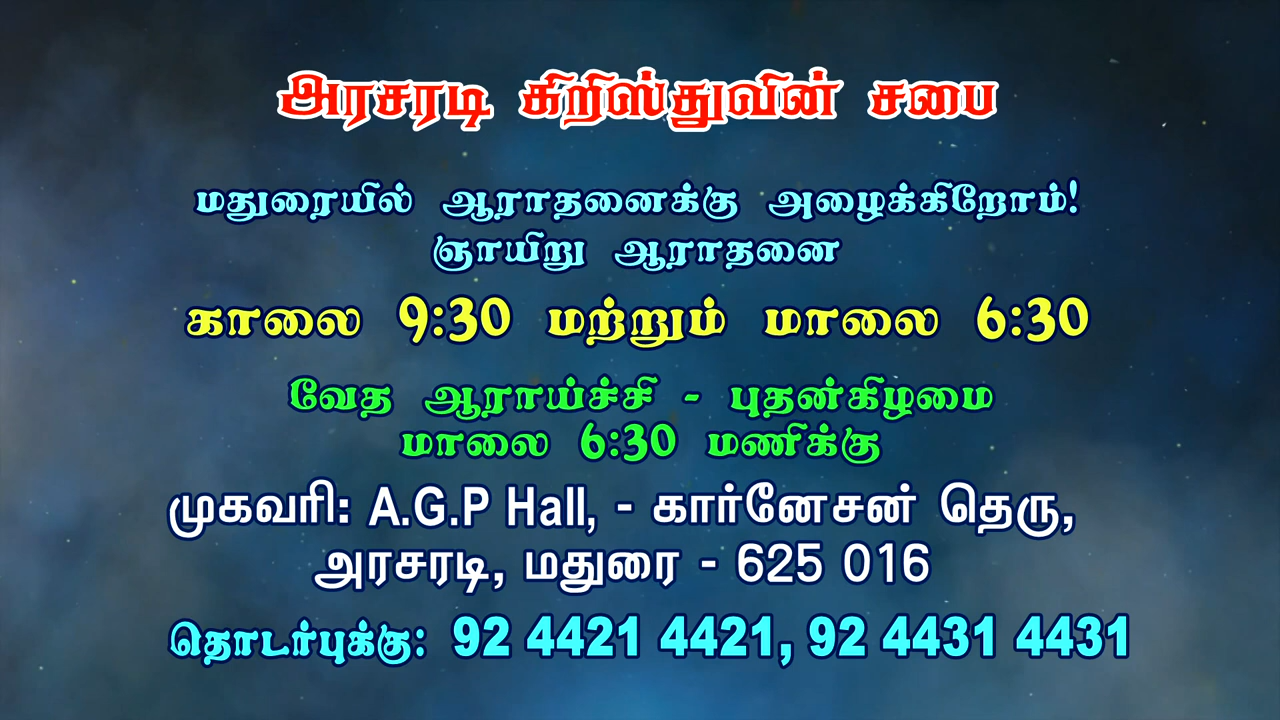 அரசரடி கிறிஸ்துவின் சபை
மதுரையில் ஆராதனைக்கு அழைக்கிறோம்!
ஞாயிறு ஆராதனை
காலை 9:30 மற்றும் மாலை 6:30
வேத ஆராய்ச்சி - புதன்கிழமை
மாலை 6:30 மணிக்கு
முகவரி: A.G.P Hall, - கார்னேசன் தெரு,
அரசரடி, மதுரை - 625 016
தொடர்புக்கு: 92 4421 4421, 92 4431 4431